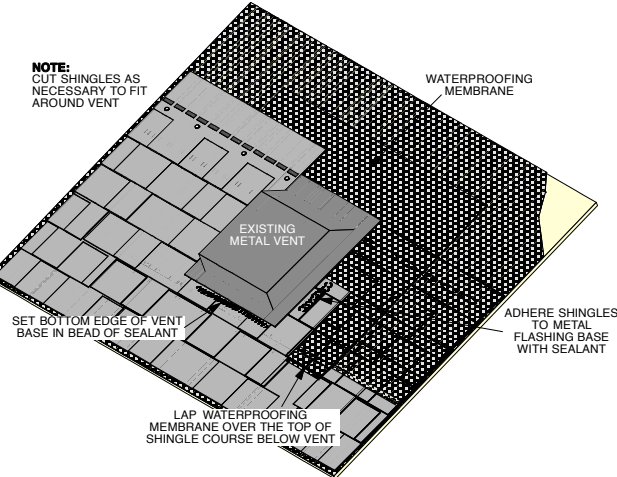 NOTE:
CUT SHINGLES AS
NECESSARY TO FIT
AROUND VENT
WATERPROOFING
MEMBRANE
EXISTING
METAL VENT
SET BOTTOM EDGE OF VENT
BASE IN BEAD OF SEALANT
ADHERE SHINGLES
TO METAL
FLASHING BASE
WITH SEALANT
LAP WATERPROOFING
MEMBRANE OVER THE TOP OF
SHINGLE COURSE BELOW VENT